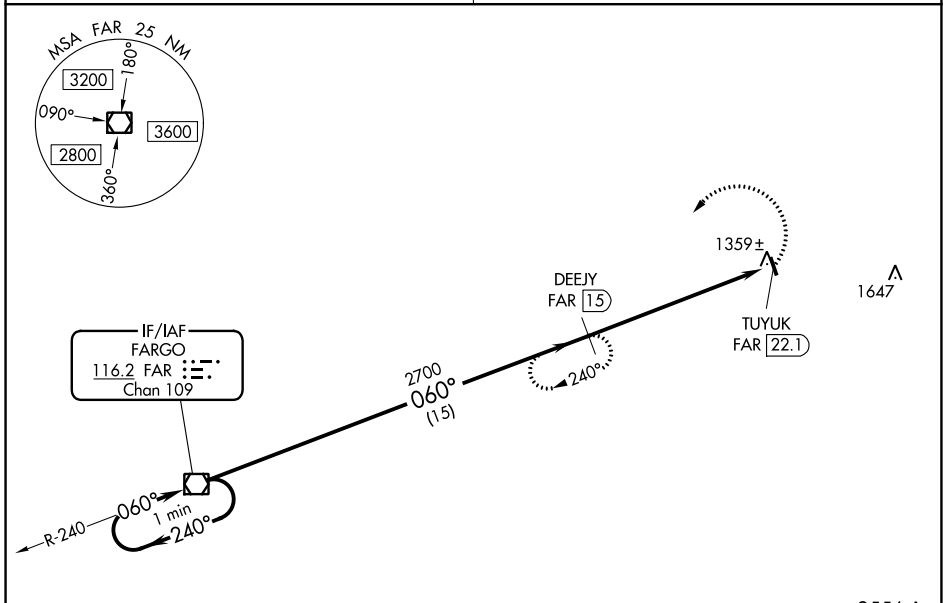 MSA FAR 25 NM
180°
3200
090°
3600
2800
360°
1359±
1647
DEEJY
FAR 15
TUYUK
FAR 22.1
240°
IF/IAF
FARGO
116.2 FAR
Chan 109
2700
060°
(15)
R-240
060°
1 min
240°